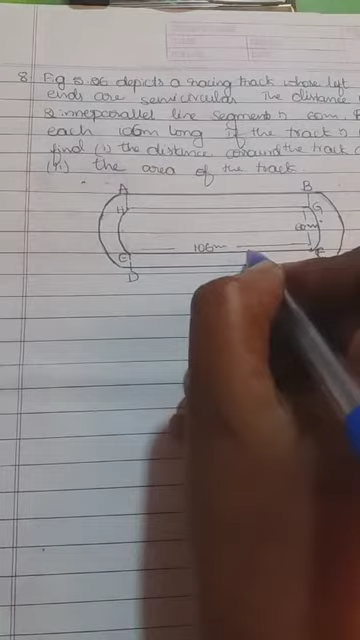 8. Fig 5.06 depicts a racing track whose left
ends are semicircular The distance
2 inner parallel line segment is 60m.
each 106m long if the track is
find (i) the distance around the track
(ii) the area of the track
A B
H G
60m
106m
E F
D